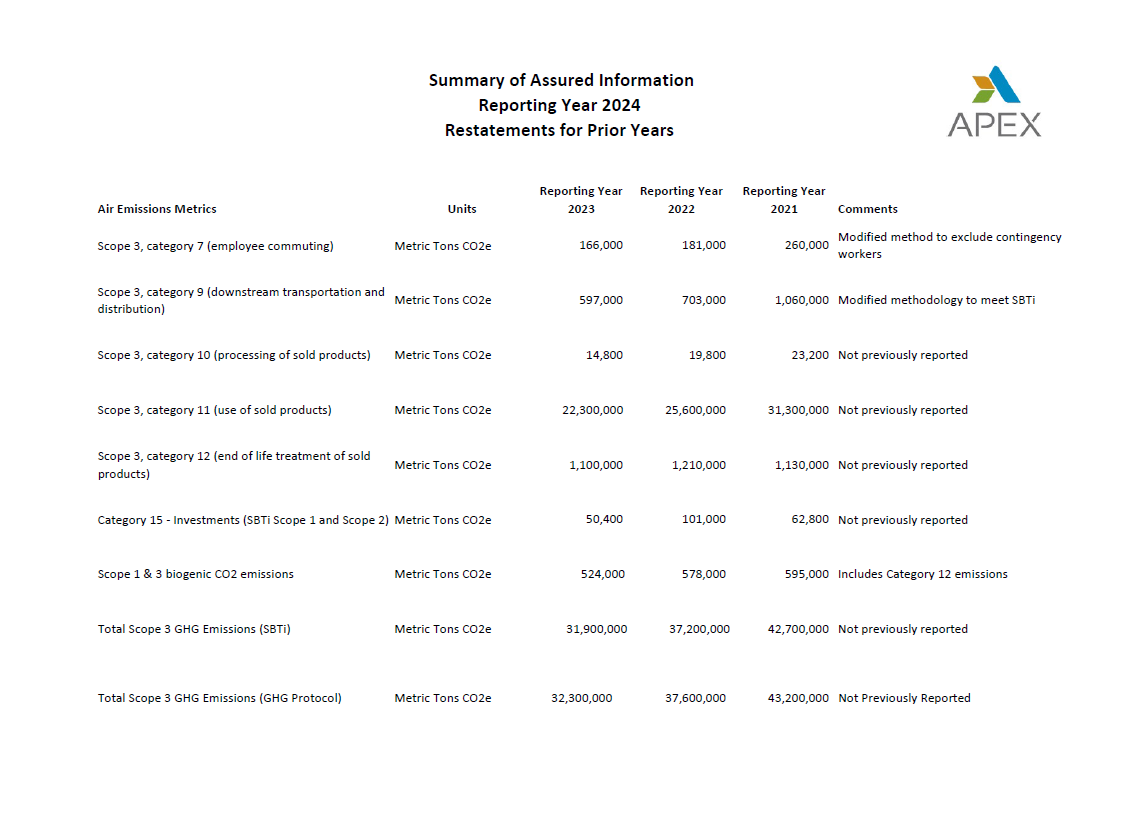 Summary of Assured Information
Reporting Year 2024
Restatements for Prior Years
APEX
Air Emissions Metrics Units Reporting Year 2023 Reporting Year 2022 Reporting Year 2021 Comments
Scope 3, category 7 (employee commuting) Metric Tons CO2e 166,000 181,000 260,000 Modified method to exclude contingency
workers
Scope 3, category 9 (downstream transportation and
distribution) Metric Tons CO2e 597,000 703,000 1,060,000 Modified methodology to meet SBTi
Scope 3, category 10 (processing of sold products) Metric Tons CO2e 14,800 19,800 23,200 Not previously reported
Scope 3, category 11 (use of sold products) Metric Tons CO2e 22,300,000 25,600,000 31,300,000 Not previously reported
Scope 3, category 12 (end of life treatment of sold
products) Metric Tons CO2e 1,100,000 1,210,000 1,130,000 Not previously reported
Category 15 - Investments (SBTi Scope 1 and Scope 2) Metric Tons CO2e 50,400 101,000 62,800 Not previously reported
Scope 1 & 3 biogenic CO2 emissions Metric Tons CO2e 524,000 578,000 595,000 Includes Category 12 emissions
Total Scope 3 GHG Emissions (SBTi) Metric Tons CO2e 31,900,000 37,200,000 42,700,000 Not previously reported
Total Scope 3 GHG Emissions (GHG Protocol) Metric Tons CO2e 32,300,000 37,600,000 43,200,000 Not Previously Reported